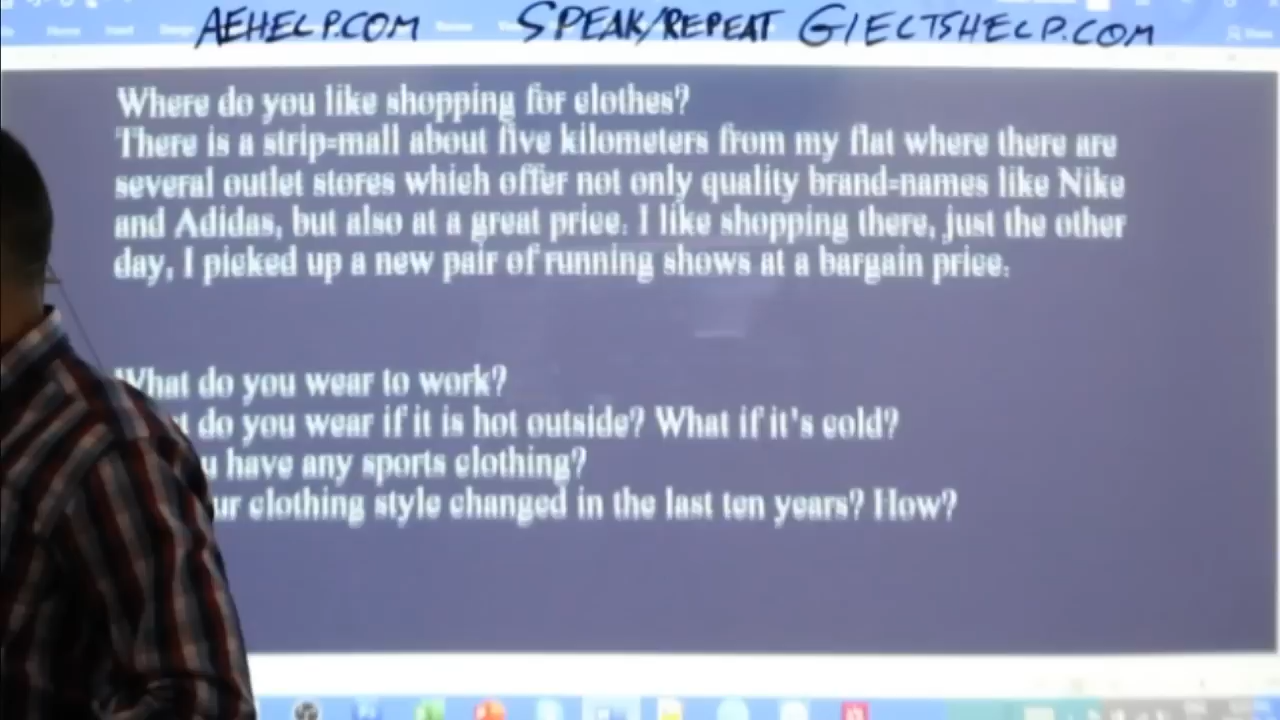 AEHELP.COM SPEAK/REPEAT GIELTSHELP.COM
Where do you like shopping for clothes?
There is a strip-mall about five kilometers from my flat where there are
several outlet stores which offer not only quality brand-names like Nike
and Adidas, but also at a great price. I like shopping there, just the other
day, I picked up a new pair of running shows at a bargain price.
What do you wear to work?
do you wear if it is hot outside? What if it's cold?
have any sports clothing?
clothing style changed in the last ten years? How?